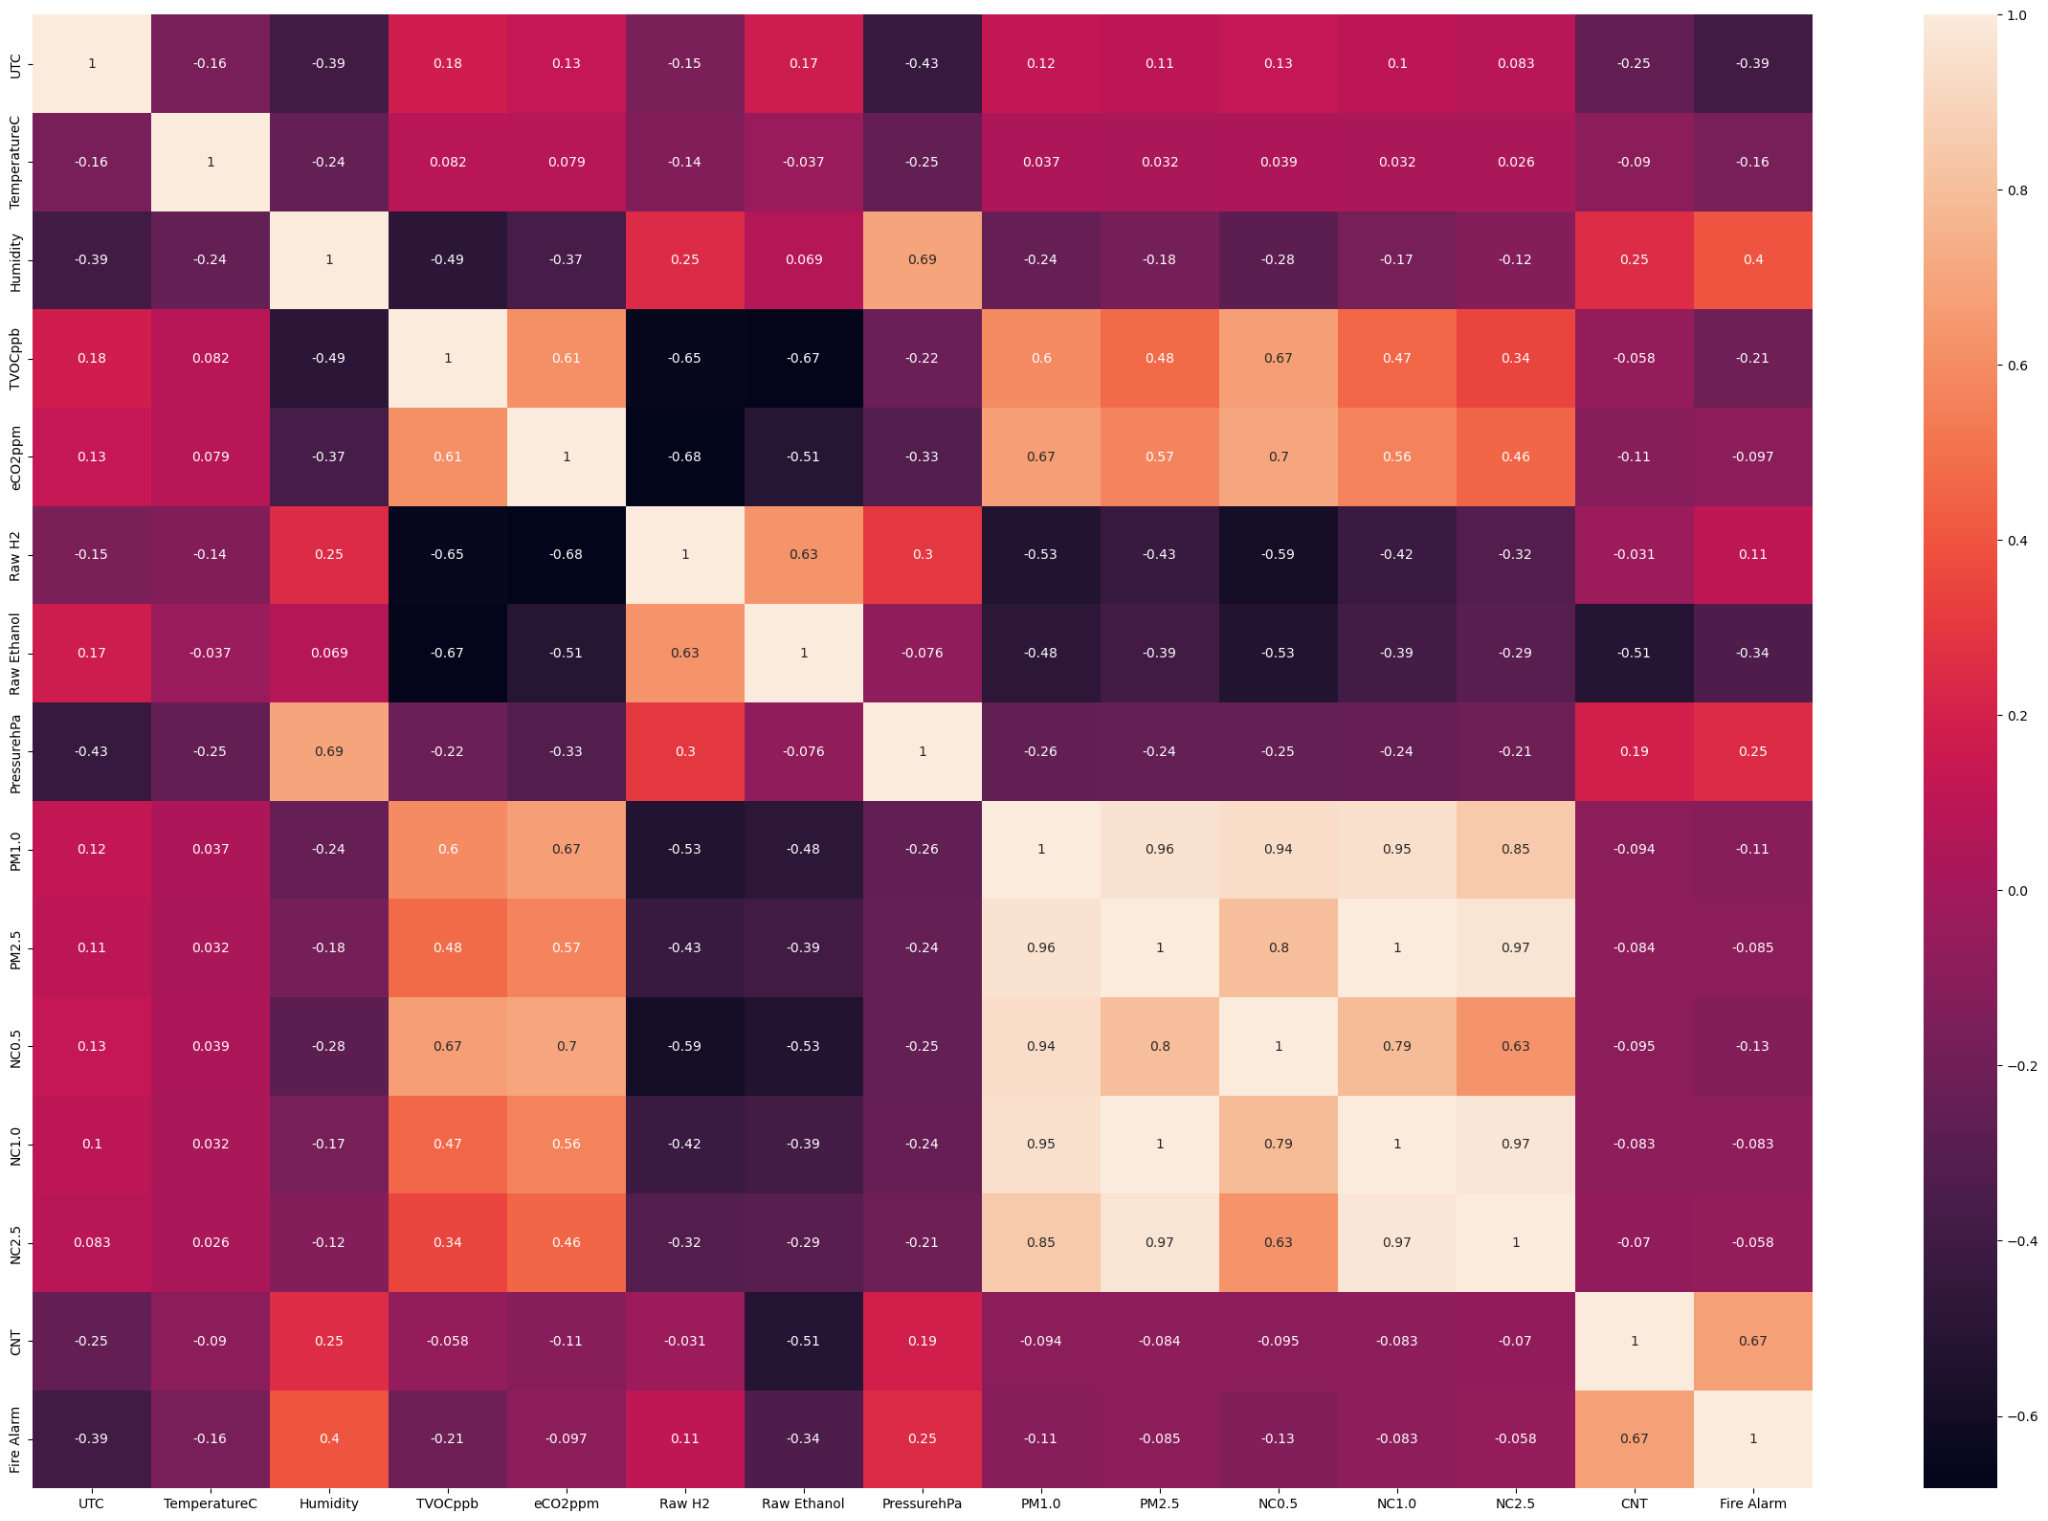 UTC 1 -0.16 -0.39 0.18 0.13 -0.15 0.17 -0.43 0.12 0.11 0.13 0.1 0.083 -0.25 -0.39
TemperatureC -0.16 1 -0.24 0.082 0.079 -0.14 -0.037 -0.25 0.037 0.032 0.039 0.032 0.026 -0.09 -0.16
Humidity -0.39 -0.24 1 -0.49 -0.37 0.25 0.069 0.69 -0.24 -0.18 -0.28 -0.17 -0.12 0.25 0.4
TVOCppb 0.18 0.082 -0.49 1 0.61 -0.65 -0.67 -0.22 0.6 0.48 0.67 0.47 0.34 -0.058 -0.21
eCO2ppm 0.13 0.079 -0.37 0.61 1 -0.68 -0.51 -0.33 0.67 0.57 0.7 0.56 0.46 -0.11 -0.097
Raw H2 -0.15 -0.14 0.25 -0.65 -0.68 1 0.63 0.3 -0.53 -0.43 -0.59 -0.42 -0.32 -0.031 0.11
Raw Ethanol 0.17 -0.037 0.069 -0.67 -0.51 0.63 1 -0.076 -0.48 -0.39 -0.53 -0.39 -0.29 -0.51 -0.34
PressurehPa -0.43 -0.25 0.69 -0.22 -0.33 0.3 -0.076 1 -0.26 -0.24 -0.25 -0.24 -0.21 0.19 0.25
PM1.0 0.12 0.037 -0.24 0.6 0.67 -0.53 -0.48 -0.26 1 0.96 0.94 0.95 0.85 -0.094 -0.11
PM2.5 0.11 0.032 -0.18 0.48 0.57 -0.43 -0.39 -0.24 0.96 1 0.8 1 0.97 -0.084 -0.085
NC0.5 0.13 0.039 -0.28 0.67 0.7 -0.59 -0.53 -0.25 0.94 0.8 1 0.79 0.63 -0.095 -0.13
NC1.0 0.1 0.032 -0.17 0.47 0.56 -0.42 -0.39 -0.24 0.95 1 0.79 1 0.97 -0.083 -0.083
NC2.5 0.083 0.026 -0.12 0.34 0.46 -0.32 -0.29 -0.21 0.85 0.97 0.63 0.97 1 -0.07 -0.058
CNT -0.25 -0.09 0.25 -0.058 -0.11 -0.031 -0.51 0.19 -0.094 -0.084 -0.095 -0.083 -0.07 1 0.67
Fire Alarm -0.39 -0.16 0.4 -0.21 -0.097 0.11 -0.34 0.25 -0.11 -0.085 -0.13 -0.083 -0.058 0.67 1
UTC TemperatureC Humidity TVOCppb eCO2ppm Raw H2 Raw Ethanol PressurehPa PM1.0 PM2.5 NC0.5 NC1.0 NC2.5 CNT Fire Alarm
1.0
0.8
0.6
0.4
0.2
0.0
−0.2
−0.4
−0.6